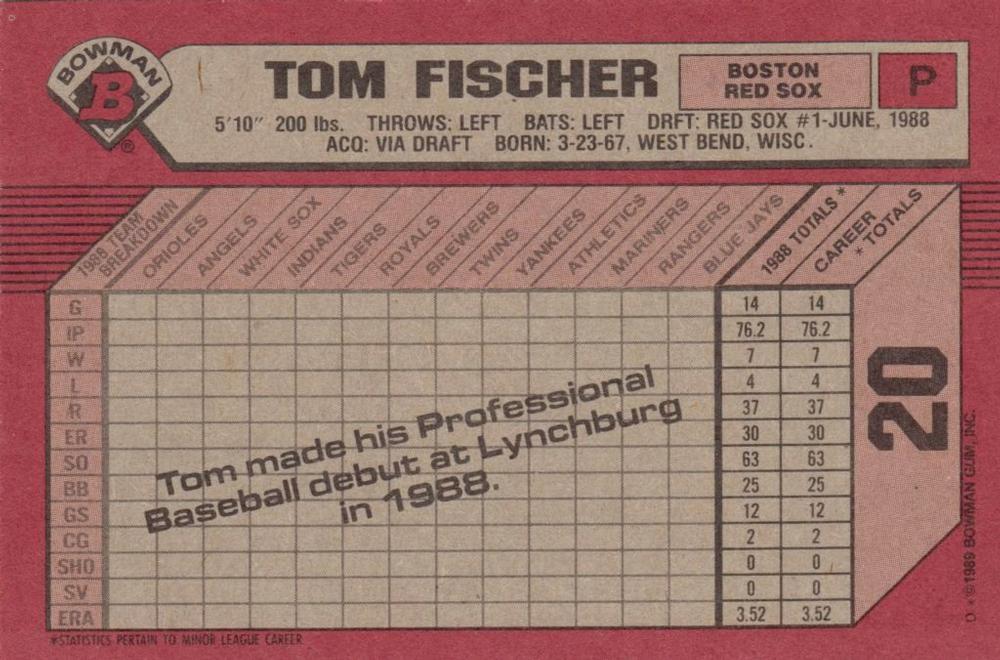 BOWMAN
B
®
TOM FISCHER
BOSTON
RED SOX
P
5'10" 200 lbs. THROWS: LEFT BATS: LEFT DRFT: RED SOX #1-JUNE, 1988
ACQ: VIA DRAFT BORN: 3-23-67, WEST BEND, WISC.
1988 TEAM
BREAKDOWN
ORIOLES
ANGELS
WHITE SOX
INDIANS
TIGERS
ROYALS
BREWERS
TWINS
YANKEES
ATHLETICS
MARINERS
RANGERS
BLUE JAYS
1988 TOTALS *
CAREER
* TOTALS
G 14 14
IP 76.2 76.2
W 7 7
L 4 4
R 37 37
ER 30 30
SO 63 63
BB 25 25
GS 12 12
CG 2 2
SHO 0 0
SV 0 0
ERA 3.52 3.52
Tom made his Professional
Baseball debut at Lynchburg
in 1988.
20
D * © 1989 BOWMAN GUM, INC.
*STATISTICS PERTAIN TO MINOR LEAGUE CAREER